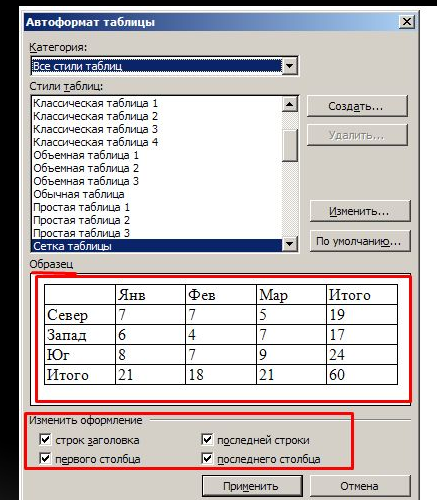 Автоформат таблицы
Категория:
Все стили таблиц
Стили таблиц:
Классическая таблица 1
Классическая таблица 2
Классическая таблица 3
Классическая таблица 4
Объемная таблица 1
Объемная таблица 2
Объемная таблица 3
Обычная таблица
Простая таблица 1
Простая таблица 2
Простая таблица 3
Сетка таблицы
Создать...
Удалить...
Изменить...
По умолчанию...
Образец
Янв Фев Мар Итого
Север 7 7 5 19
Запад 6 4 7 17
Юг 8 7 9 24
Итого 21 18 21 60
Изменить оформление
строк заголовка последней строки
первого столбца последнего столбца
Применить Отмена